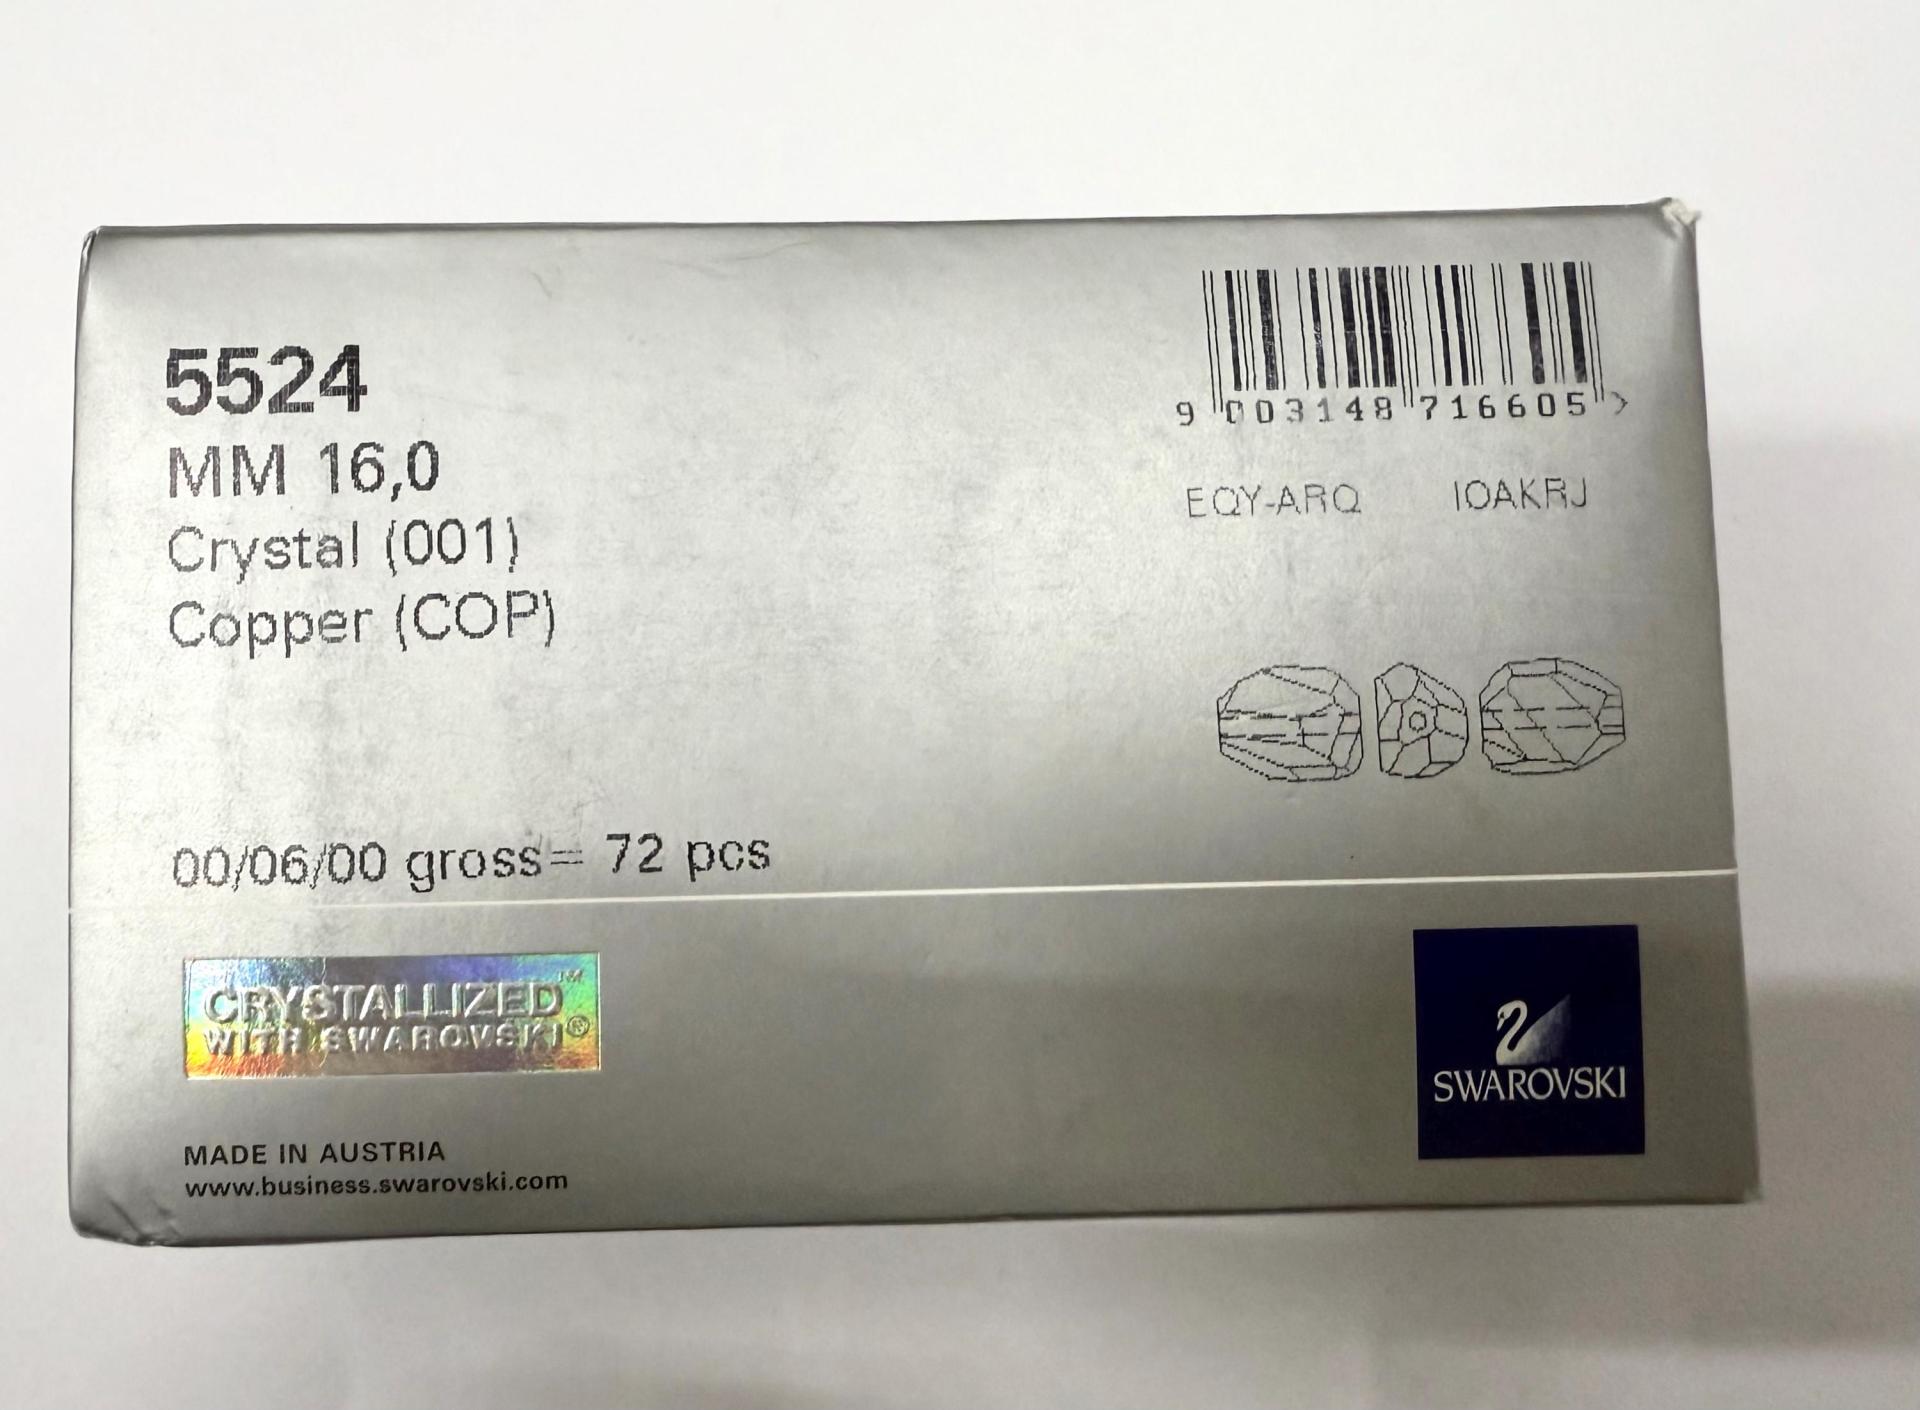 5524
MM 16,0
Crystal (001)
Copper (COP)
9 003148 716605 >
EQY-ARQ IOAKRJ
00/06/00 gross= 72 pcs
CRYSTALLIZED™
WITH SWAROVSKI®
MADE IN AUSTRIA
www.business.swarovski.com
SWAROVSKI